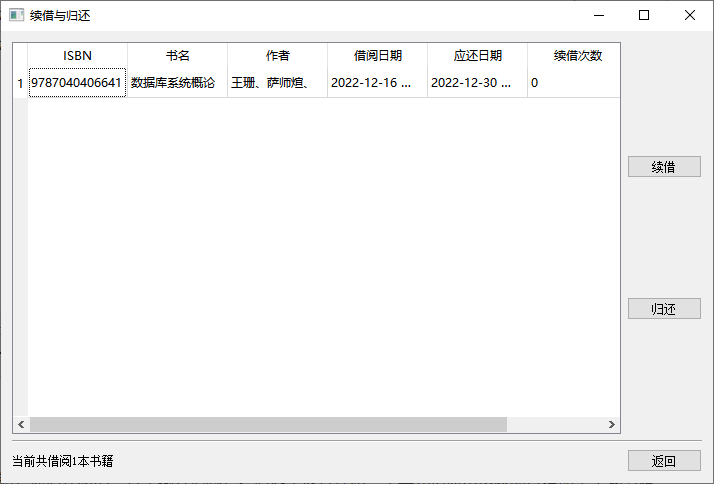 续借与归还
ISBN 书名 作者 借阅日期 应还日期 续借次数
1 9787040406641 数据库系统概论 王珊、萨师煊、 2022-12-16 ... 2022-12-30 ... 0
续借
归还
当前共借阅1本书籍 返回